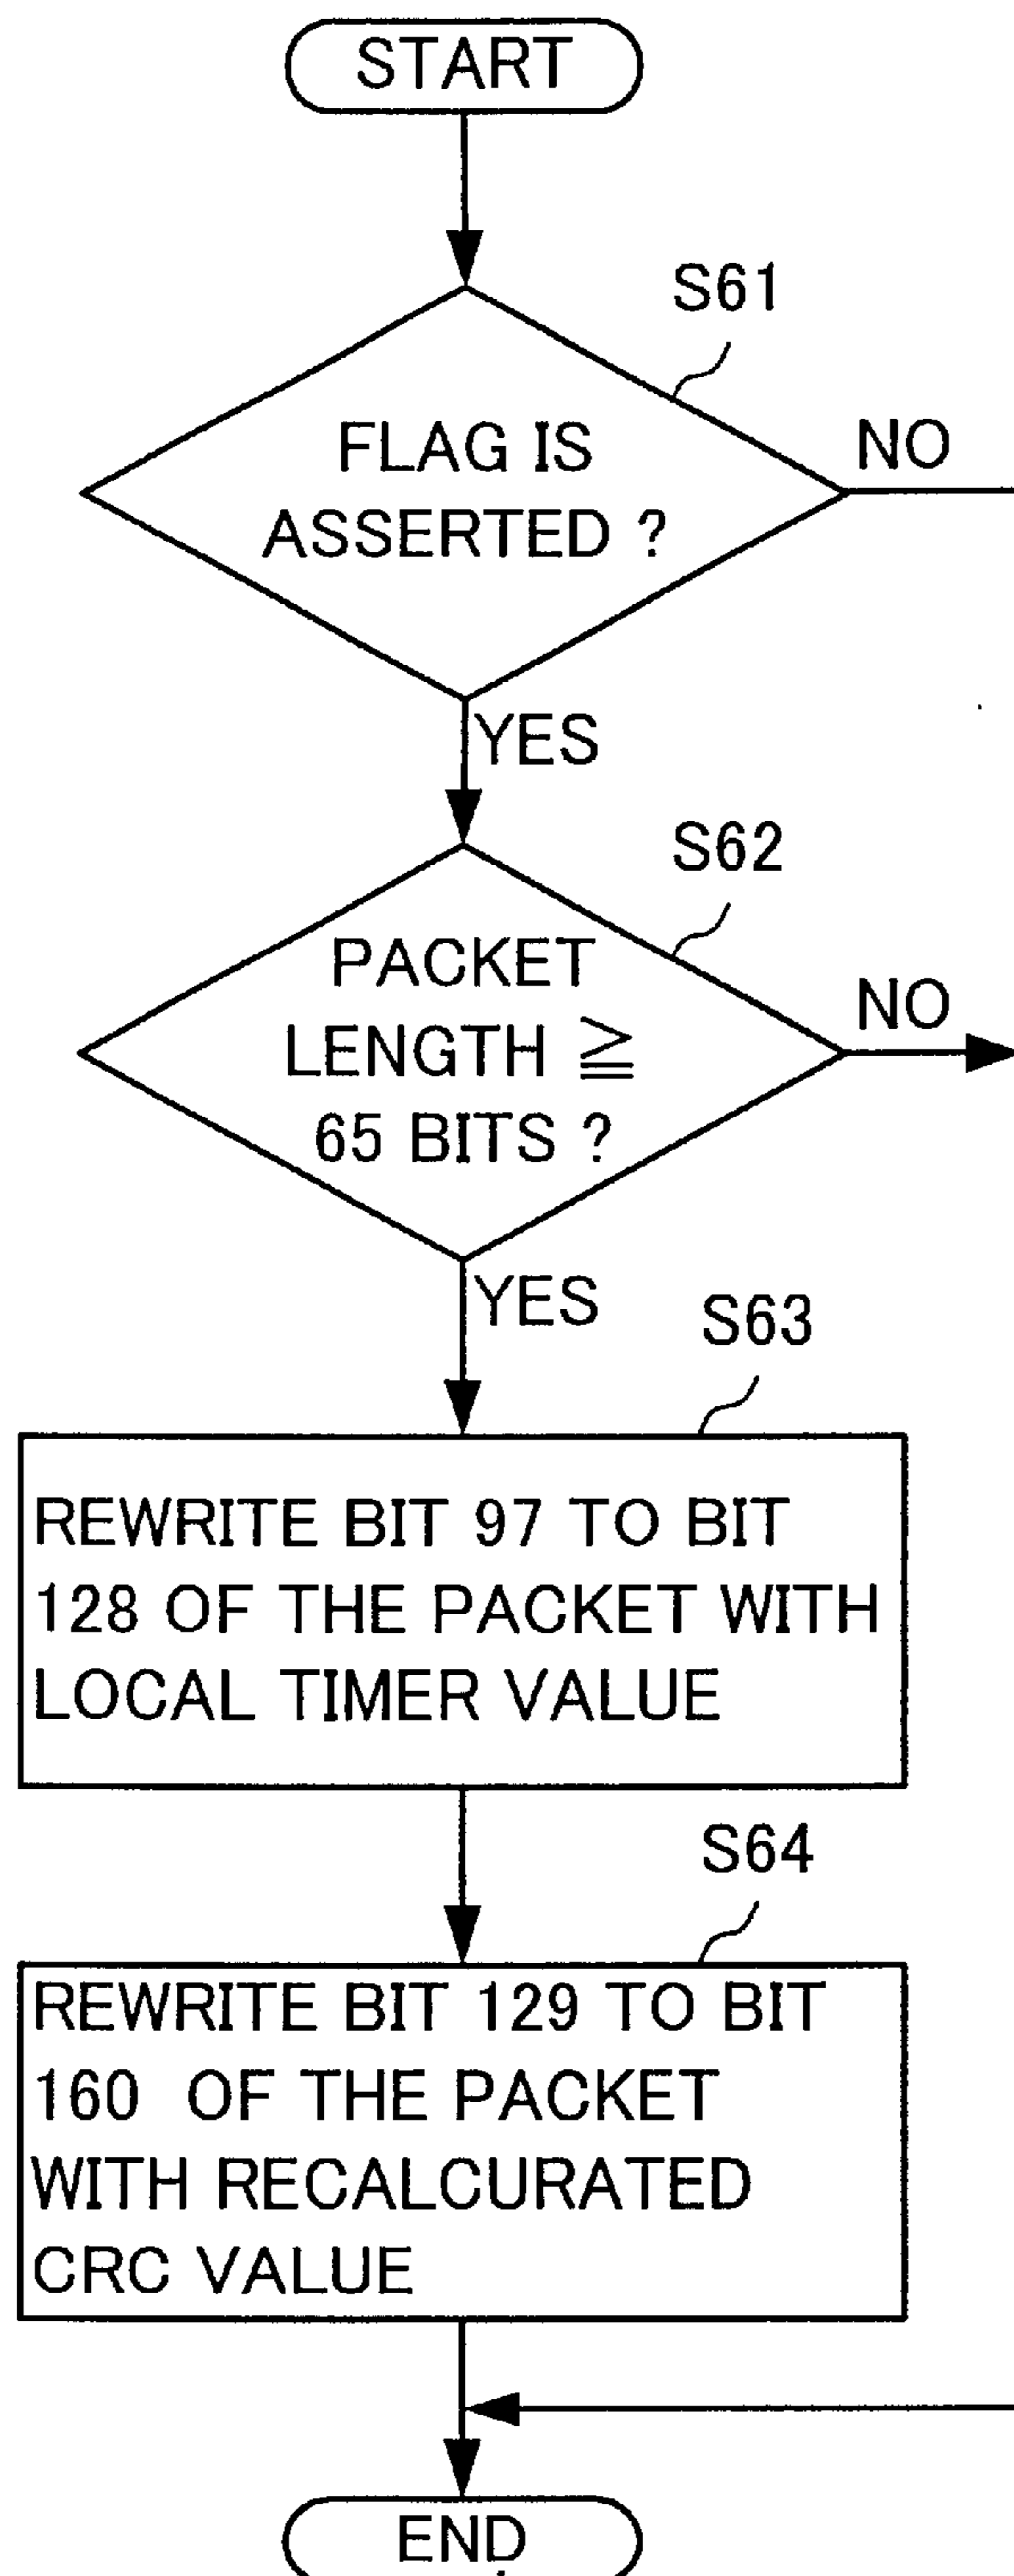 START
S61
FLAG IS
ASSERTED ?
NO
YES
S62
PACKET
LENGTH ≧
65 BITS ?
NO
YES
S63
REWRITE BIT 97 TO BIT
128 OF THE PACKET WITH
LOCAL TIMER VALUE
S64
REWRITE BIT 129 TO BIT
160 OF THE PACKET
WITH RECALCURATED
CRC VALUE
END